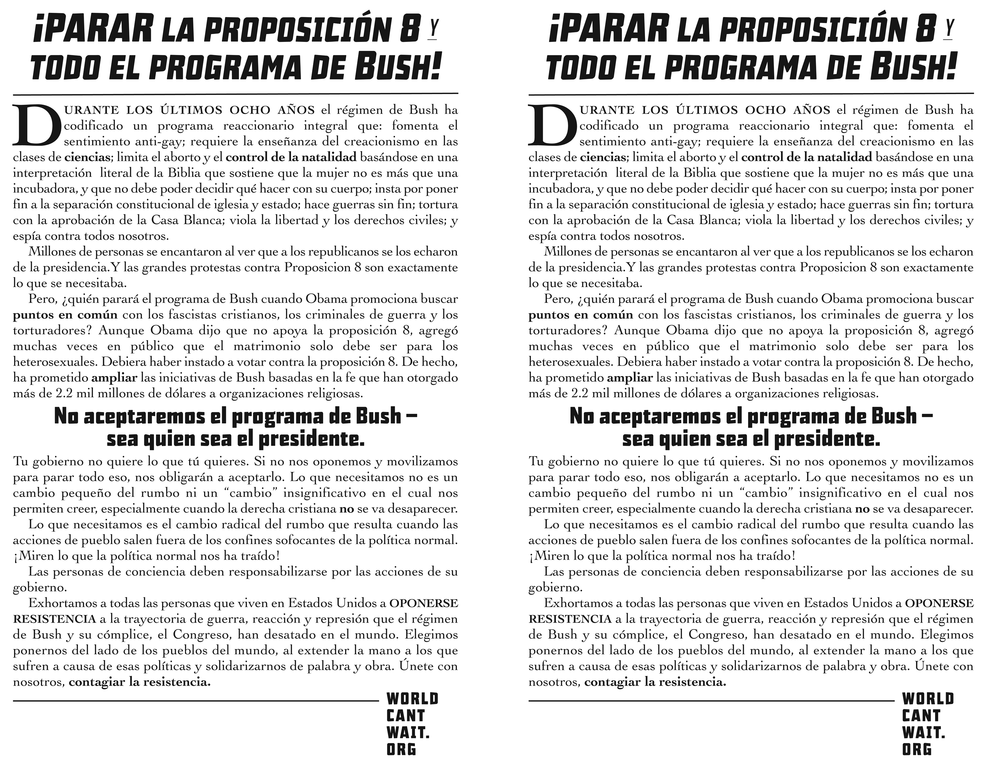 ¡PARAR LA PROPOSICIÓN 8 Y
TODO EL PROGRAMA DE BUSH!
DURANTE LOS ÚLTIMOS OCHO AÑOS el régimen de Bush ha
codificado un programa reaccionario integral que: fomenta el
sentimiento anti-gay; requiere la enseñanza del creacionismo en las
clases de ciencias; limita el aborto y el control de la natalidad basándose en una
interpretación literal de la Biblia que sostiene que la mujer no es más que una
incubadora, y que no debe poder decidir qué hacer con su cuerpo; insta por poner
fin a la separación constitucional de iglesia y estado; hace guerras sin fin; tortura
con la aprobación de la Casa Blanca; viola la libertad y los derechos civiles; y
espía contra todos nosotros.
Millones de personas se encantaron al ver que a los republicanos se los echaron
de la presidencia.Y las grandes protestas contra Proposicion 8 son exactamente
lo que se necesitaba.
Pero, ¿quién parará el programa de Bush cuando Obama promociona buscar
puntos en común con los fascistas cristianos, los criminales de guerra y los
torturadores? Aunque Obama dijo que no apoya la proposición 8, agregó
muchas veces en público que el matrimonio solo debe ser para los
heterosexuales. Debiera haber instado a votar contra la proposición 8. De hecho,
ha prometido ampliar las iniciativas de Bush basadas en la fe que han otorgado
más de 2.2 mil millones de dólares a organizaciones religiosas.
No aceptaremos el programa de Bush –
sea quien sea el presidente.
Tu gobierno no quiere lo que tú quieres. Si no nos oponemos y movilizamos
para parar todo eso, nos obligarán a aceptarlo. Lo que necesitamos no es un
cambio pequeño del rumbo ni un “cambio” insignificativo en el cual nos
permiten creer, especialmente cuando la derecha cristiana no se va desaparecer.
Lo que necesitamos es el cambio radical del rumbo que resulta cuando las
acciones de pueblo salen fuera de los confines sofocantes de la política normal.
¡Miren lo que la política normal nos ha traído!
Las personas de conciencia deben responsabilizarse por las acciones de su
gobierno.
Exhortamos a todas las personas que viven en Estados Unidos a OPONERSE
RESISTENCIA a la trayectoria de guerra, reacción y represión que el régimen
de Bush y su cómplice, el Congreso, han desatado en el mundo. Elegimos
ponernos del lado de los pueblos del mundo, al extender la mano a los que
sufren a causa de esas políticas y solidarizarnos de palabra y obra. Únete con
nosotros, contagiar la resistencia.
WORLD
CANT
WAIT.
ORG
¡PARAR LA PROPOSICIÓN 8 Y
TODO EL PROGRAMA DE BUSH!
DURANTE LOS ÚLTIMOS OCHO AÑOS el régimen de Bush ha
codificado un programa reaccionario integral que: fomenta el
sentimiento anti-gay; requiere la enseñanza del creacionismo en las
clases de ciencias; limita el aborto y el control de la natalidad basándose en una
interpretación literal de la Biblia que sostiene que la mujer no es más que una
incubadora, y que no debe poder decidir qué hacer con su cuerpo; insta por poner
fin a la separación constitucional de iglesia y estado; hace guerras sin fin; tortura
con la aprobación de la Casa Blanca; viola la libertad y los derechos civiles; y
espía contra todos nosotros.
Millones de personas se encantaron al ver que a los republicanos se los echaron
de la presidencia.Y las grandes protestas contra Proposicion 8 son exactamente
lo que se necesitaba.
Pero, ¿quién parará el programa de Bush cuando Obama promociona buscar
puntos en común con los fascistas cristianos, los criminales de guerra y los
torturadores? Aunque Obama dijo que no apoya la proposición 8, agregó
muchas veces en público que el matrimonio solo debe ser para los
heterosexuales. Debiera haber instado a votar contra la proposición 8. De hecho,
ha prometido ampliar las iniciativas de Bush basadas en la fe que han otorgado
más de 2.2 mil millones de dólares a organizaciones religiosas.
No aceptaremos el programa de Bush –
sea quien sea el presidente.
Tu gobierno no quiere lo que tú quieres. Si no nos oponemos y movilizamos
para parar todo eso, nos obligarán a aceptarlo. Lo que necesitamos no es un
cambio pequeño del rumbo ni un “cambio” insignificativo en el cual nos
permiten creer, especialmente cuando la derecha cristiana no se va desaparecer.
Lo que necesitamos es el cambio radical del rumbo que resulta cuando las
acciones de pueblo salen fuera de los confines sofocantes de la política normal.
¡Miren lo que la política normal nos ha traído!
Las personas de conciencia deben responsabilizarse por las acciones de su
gobierno.
Exhortamos a todas las personas que viven en Estados Unidos a OPONERSE
RESISTENCIA a la trayectoria de guerra, reacción y represión que el régimen
de Bush y su cómplice, el Congreso, han desatado en el mundo. Elegimos
ponernos del lado de los pueblos del mundo, al extender la mano a los que
sufren a causa de esas políticas y solidarizarnos de palabra y obra. Únete con
nosotros, contagiar la resistencia.
WORLD
CANT
WAIT.
ORG